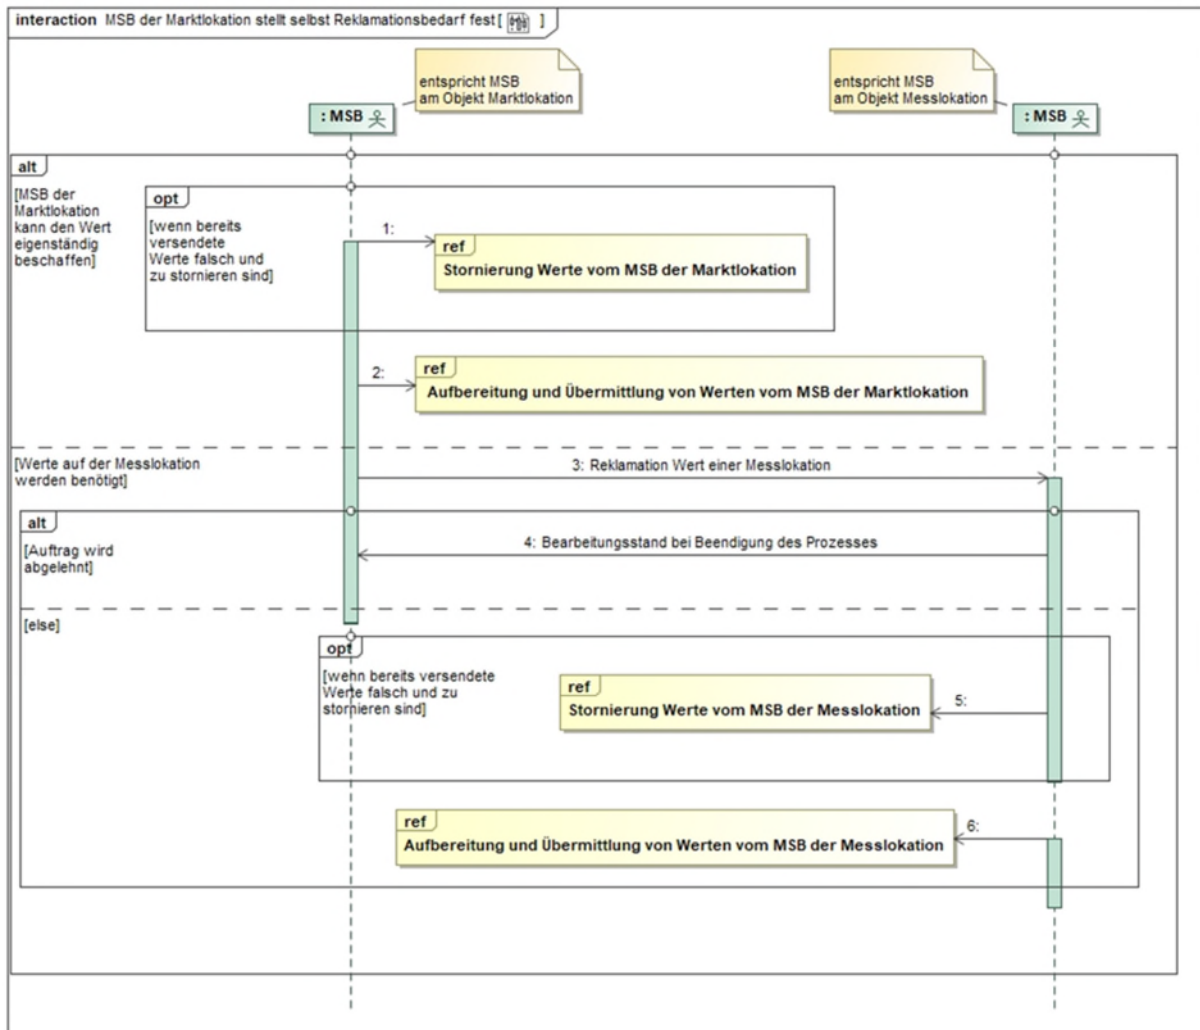 interaction MSB der Marktlokation stellt selbst Reklamationsbedarf fest[ ]
entspricht MSB
am Objekt Marktlokation
entspricht MSB
am Objekt Messlokation
: MSB
: MSB
alt
[MSB der
Marktlokation
kann den Wert
eigenständig
beschaffen]
opt
[wenn bereits
versendete
Werte falsch und
zu stornieren sind]
1:
ref
Stornierung Werte vom MSB der Marktlokation
2:
ref
Aufbereitung und Übermittlung von Werten vom MSB der Marktlokation
[Werte auf der Messlokation
werden benötigt]
3: Reklamation Wert einer Messlokation
alt
[Auftrag wird
abgelehnt]
4: Bearbeitungsstand bei Beendigung des Prozesses
[else]
opt
[wenn bereits versendete
Werte falsch und zu
stornieren sind]
ref
Stornierung Werte vom MSB der Messlokation
5:
ref
Aufbereitung und Übermittlung von Werten vom MSB der Messlokation
6: